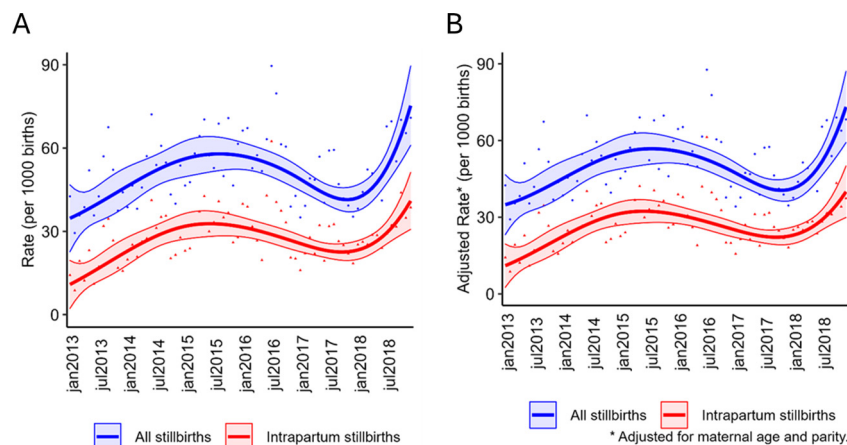 A
Rate (per 1000 births)
90
60
30
0
jan2013
jul2013
jan2014
jul2014
jan2015
jul2015
jan2016
jul2016
jan2017
jul2017
jan2018
jul2018
All stillbirths
Intrapartum stillbirths
B
Adjusted Rate* (per 1000 births)
90
60
30
0
jan2013
jul2013
jan2014
jul2014
jan2015
jul2015
jan2016
jul2016
jan2017
jul2017
jan2018
jul2018
All stillbirths
Intrapartum stillbirths
* Adjusted for maternal age and parity.